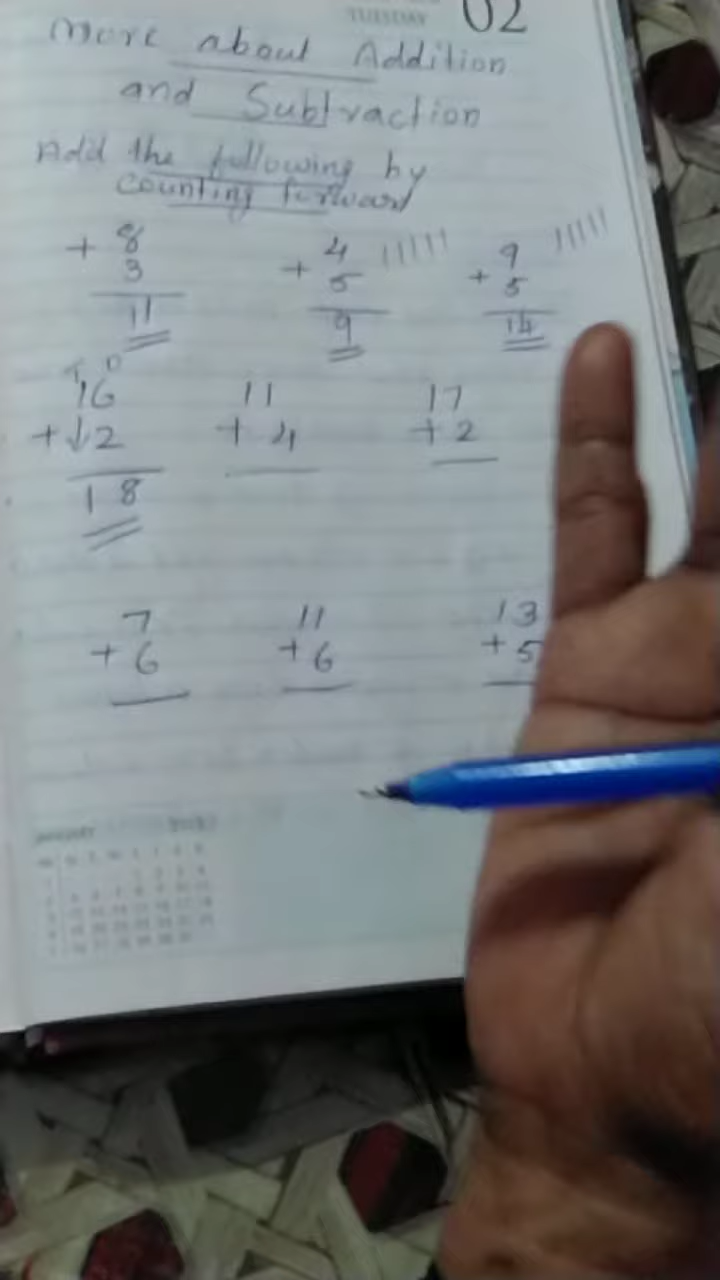 TUESDAY 02
More about Addition
and Subtraction
Add the following by
counting forward
+ 8 4 9
3 + 5 + 5
11 9 14
T O
16 11 17
+ 2 + 4 + 2
18
7 11 13
+ 6 + 6 + 5
JANUARY